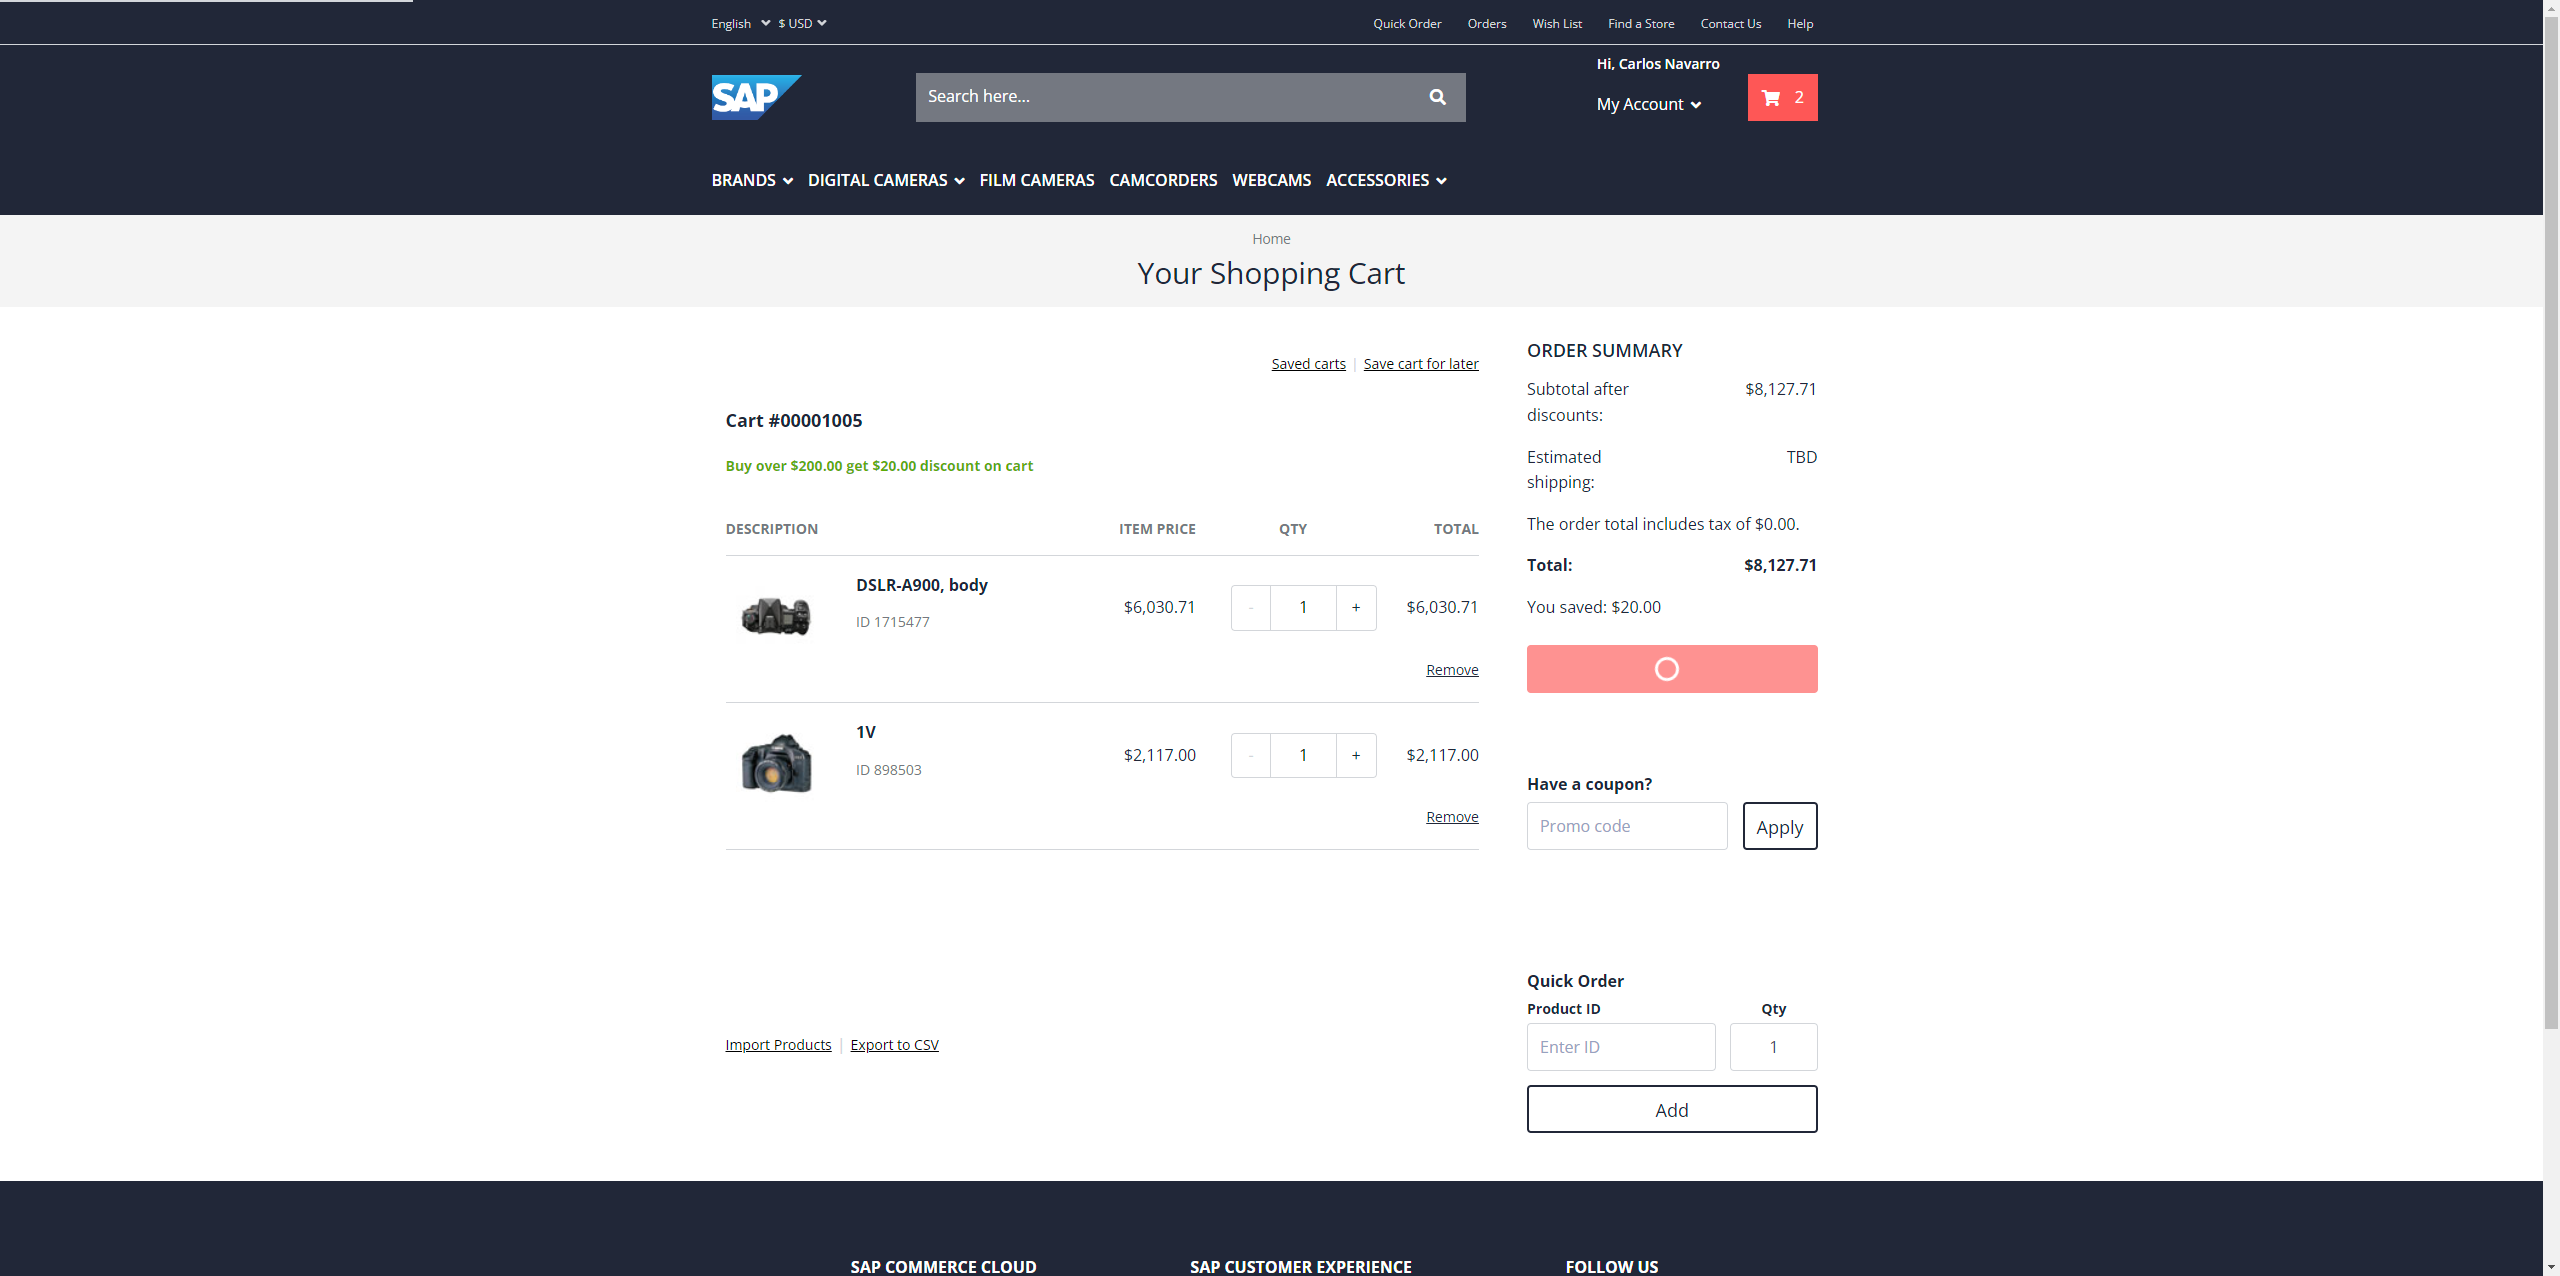 English $ USD Quick Order Orders Wish List Find a Store Contact Us Help
Hi, Carlos Navarro
SAP Search here... My Account 2
BRANDS DIGITAL CAMERAS FILM CAMERAS CAMCORDERS WEBCAMS ACCESSORIES
Home
Your Shopping Cart
Saved carts | Save cart for later
Cart #00001005
Buy over $200.00 get $20.00 discount on cart
DESCRIPTION ITEM PRICE QTY TOTAL
DSLR-A900, body
ID 1715477
$6,030.71 - 1 + $6,030.71
Remove
1V
ID 898503
$2,117.00 - 1 + $2,117.00
Remove
Import Products | Export to CSV
ORDER SUMMARY
Subtotal after $8,127.71
discounts:
Estimated TBD
shipping:
The order total includes tax of $0.00.
Total: $8,127.71
You saved: $20.00
Have a coupon?
Promo code Apply
Quick Order
Product ID Qty
Enter ID 1
Add
SAP COMMERCE CLOUD SAP CUSTOMER EXPERIENCE FOLLOW US